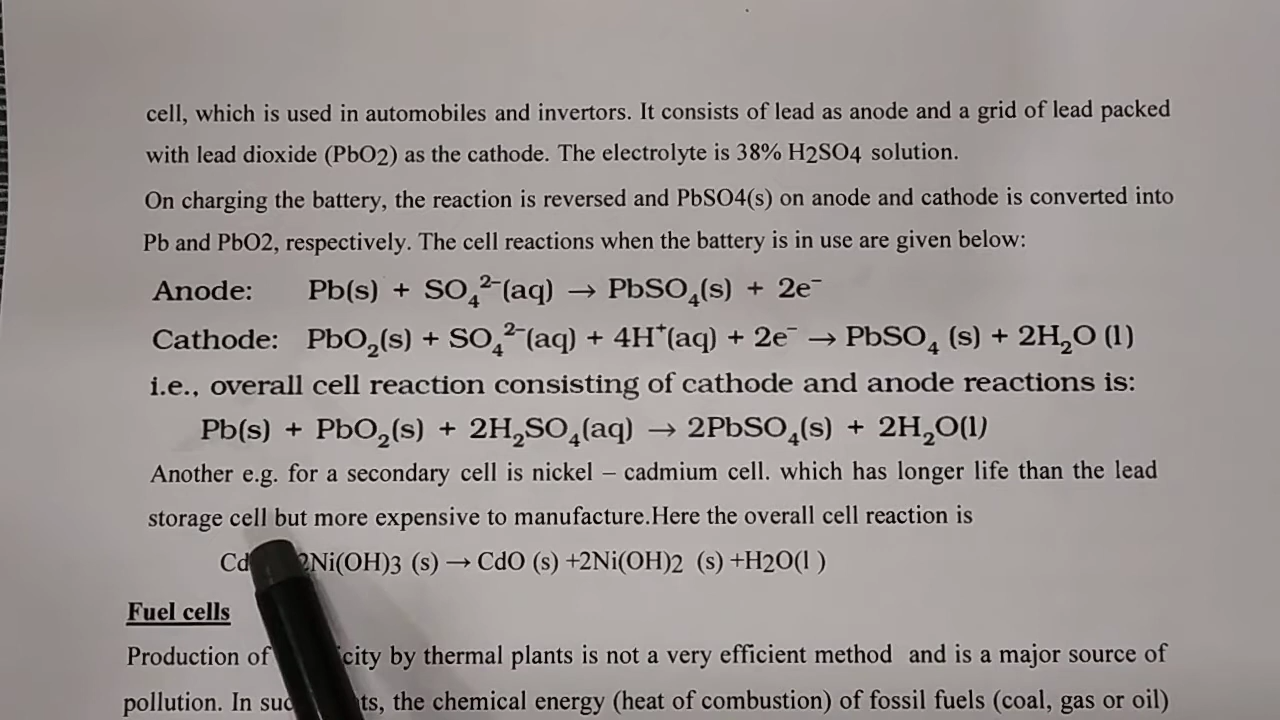 cell, which is used in automobiles and invertors. It consists of lead as anode and a grid of lead packed
with lead dioxide (PbO2) as the cathode. The electrolyte is 38% H2SO4 solution.
On charging the battery, the reaction is reversed and PbSO4(s) on anode and cathode is converted into
Pb and PbO2, respectively. The cell reactions when the battery is in use are given below:
Anode: Pb(s) + SO₄²⁻(aq) → PbSO₄(s) + 2e⁻
Cathode: PbO₂(s) + SO₄²⁻(aq) + 4H⁺(aq) + 2e⁻ → PbSO₄ (s) + 2H₂O (l)
i.e., overall cell reaction consisting of cathode and anode reactions is:
Pb(s) + PbO₂(s) + 2H₂SO₄(aq) → 2PbSO₄(s) + 2H₂O(l)
Another e.g. for a secondary cell is nickel – cadmium cell. which has longer life than the lead
storage cell but more expensive to manufacture.Here the overall cell reaction is
Cd 2Ni(OH)3 (s) → CdO (s) +2Ni(OH)2 (s) +H2O(l )
Fuel cells
Production of by thermal plants is not a very efficient method and is a major source of
pollution. In the chemical energy (heat of combustion) of fossil fuels (coal, gas or oil)